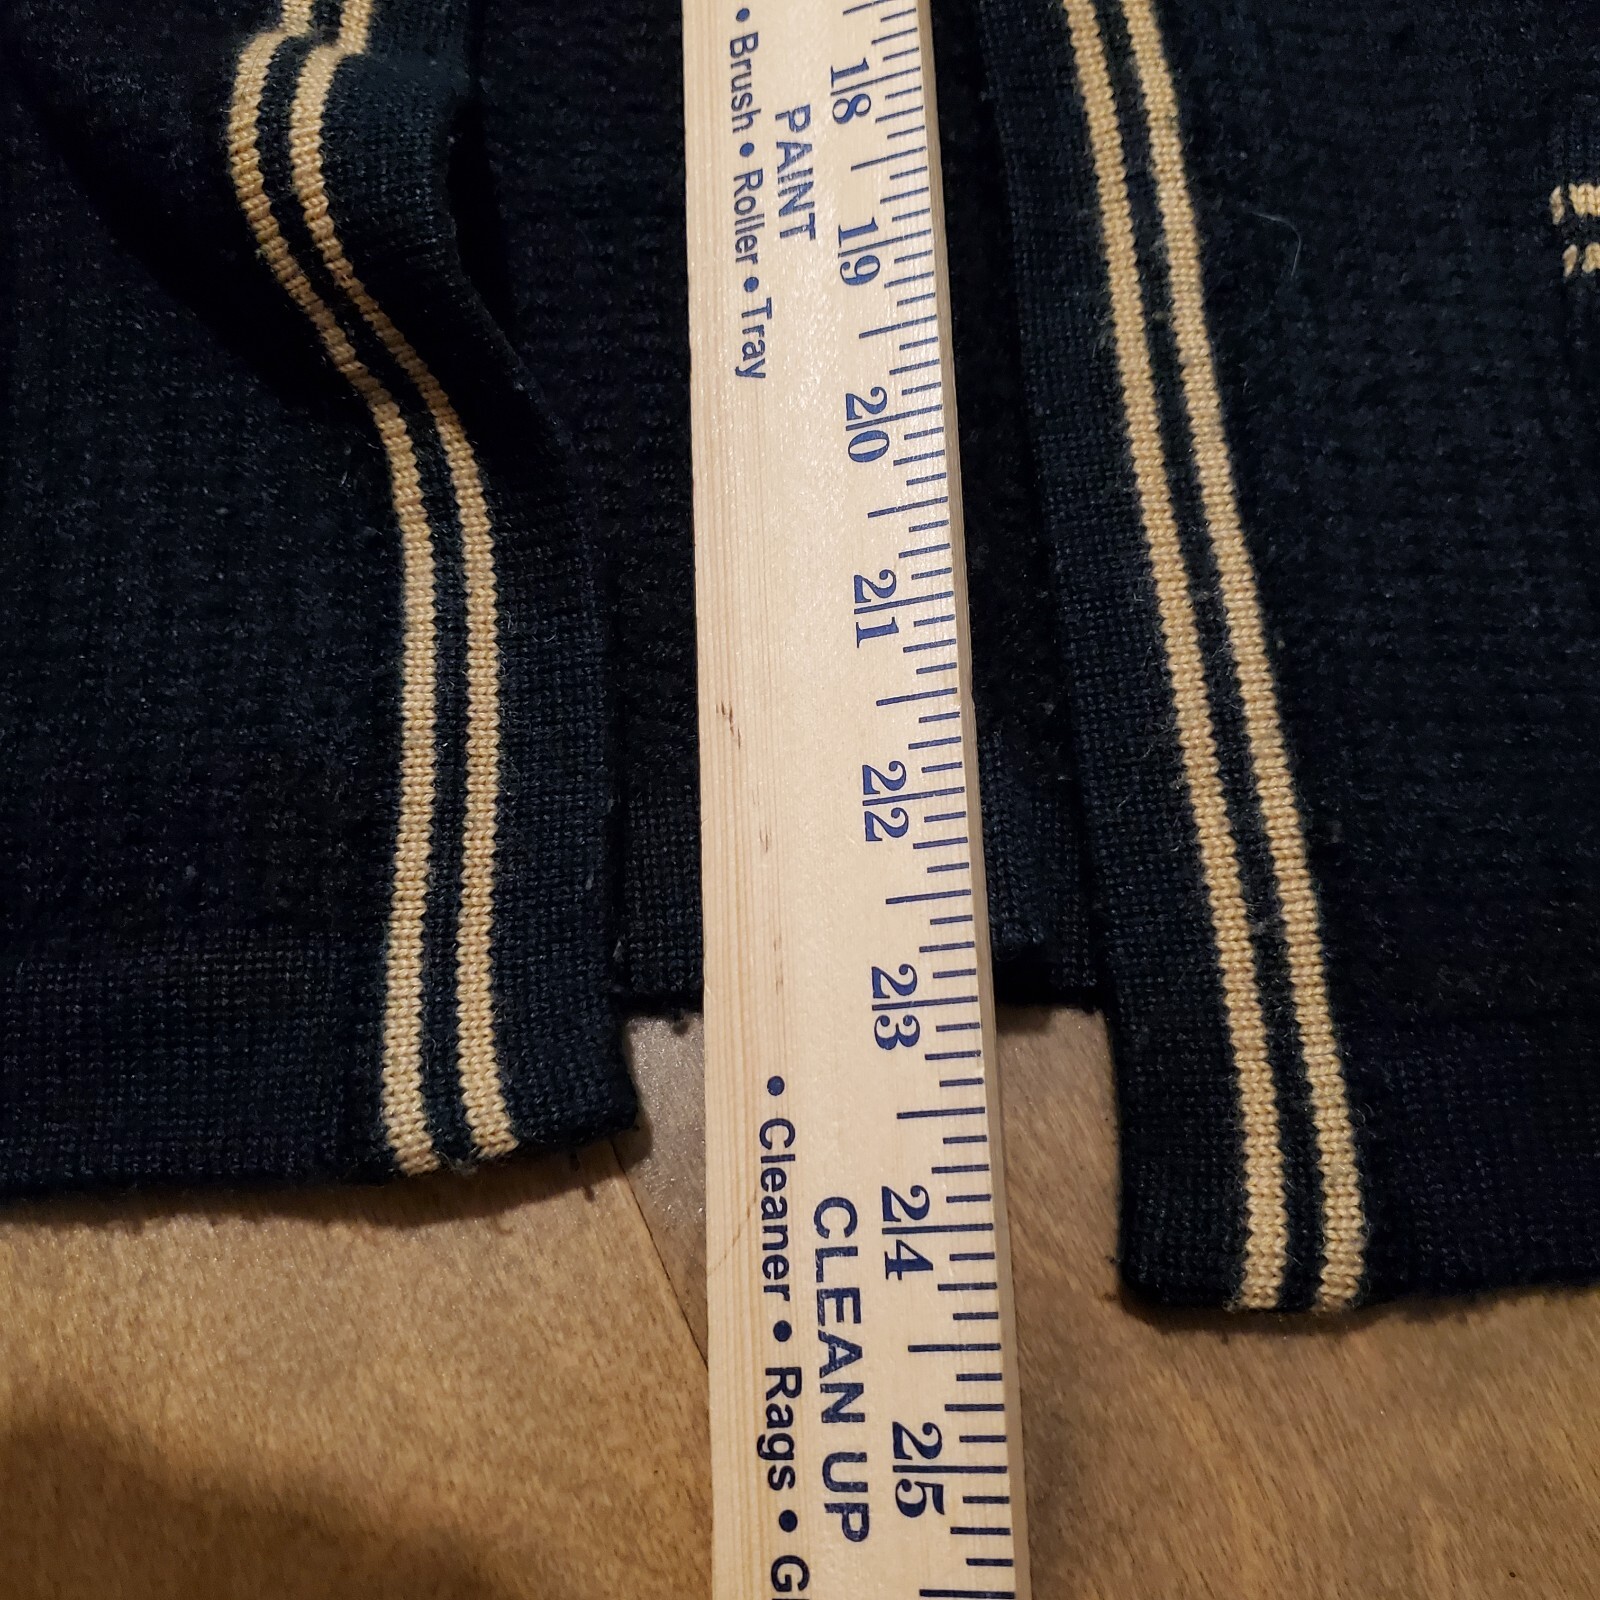 • Brush • Roller • Tray
PAINT
18
19
20
21
22
23
24
25
• Cleaner • Rags •
CLEAN UP